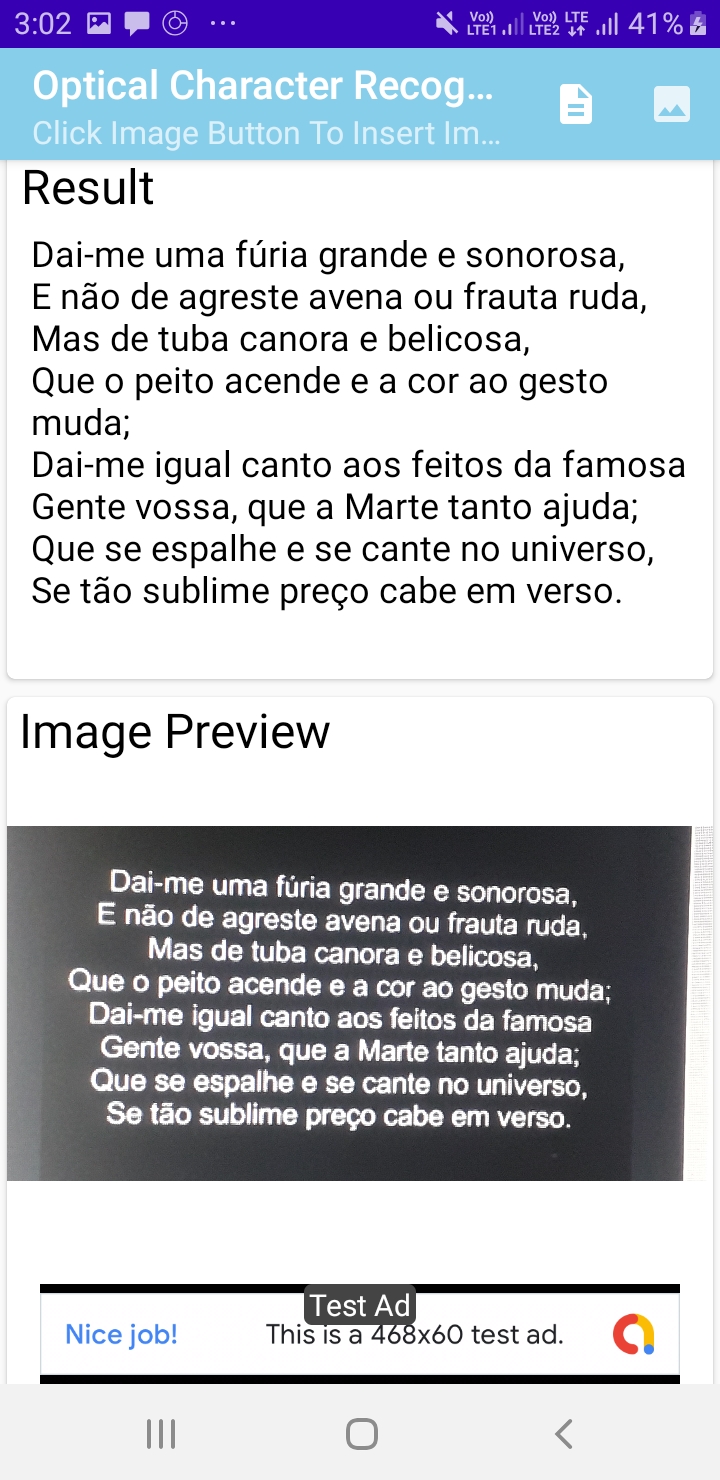 3:02 ... Vo)) LTE1 Vo)) LTE2 LTE 41%
Optical Character Recog...
Click Image Button To Insert Im...
Result
Dai-me uma fúria grande e sonorosa,
E não de agreste avena ou frauta ruda,
Mas de tuba canora e belicosa,
Que o peito acende e a cor ao gesto
muda;
Dai-me igual canto aos feitos da famosa
Gente vossa, que a Marte tanto ajuda;
Que se espalhe e se cante no universo,
Se tão sublime preço cabe em verso.
Image Preview
Dai-me uma fúria grande e sonorosa,
E não de agreste avena ou frauta ruda,
Mas de tuba canora e belicosa,
Que o peito acende e a cor ao gesto muda;
Dai-me igual canto aos feitos da famosa
Gente vossa, que a Marte tanto ajuda;
Que se espalhe e se cante no universo,
Se tão sublime preço cabe em verso.
Test Ad
Nice job! This is a 468x60 test ad.